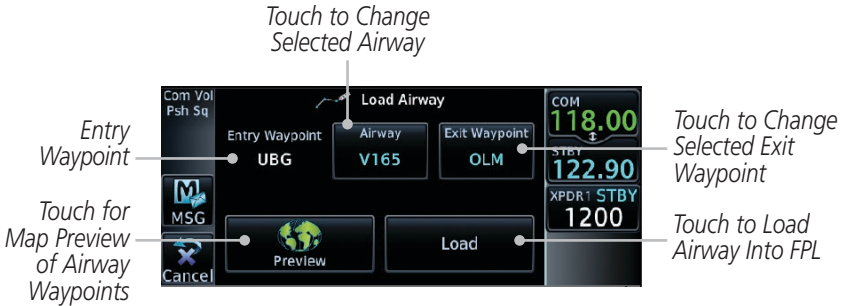 Touch to Change
Selected Airway
Com Vol
Psh Sq
Load Airway
COM
118.00
STBY
122.90
XPDR1 STBY
1200
Entry Waypoint
UBG
Airway
V165
Exit Waypoint
OLM
MSG
Cancel
Preview
Load
Entry
Waypoint
Touch for
Map Preview
of Airway
Waypoints
Touch to Change
Selected Exit
Waypoint
Touch to Load
Airway Into FPL